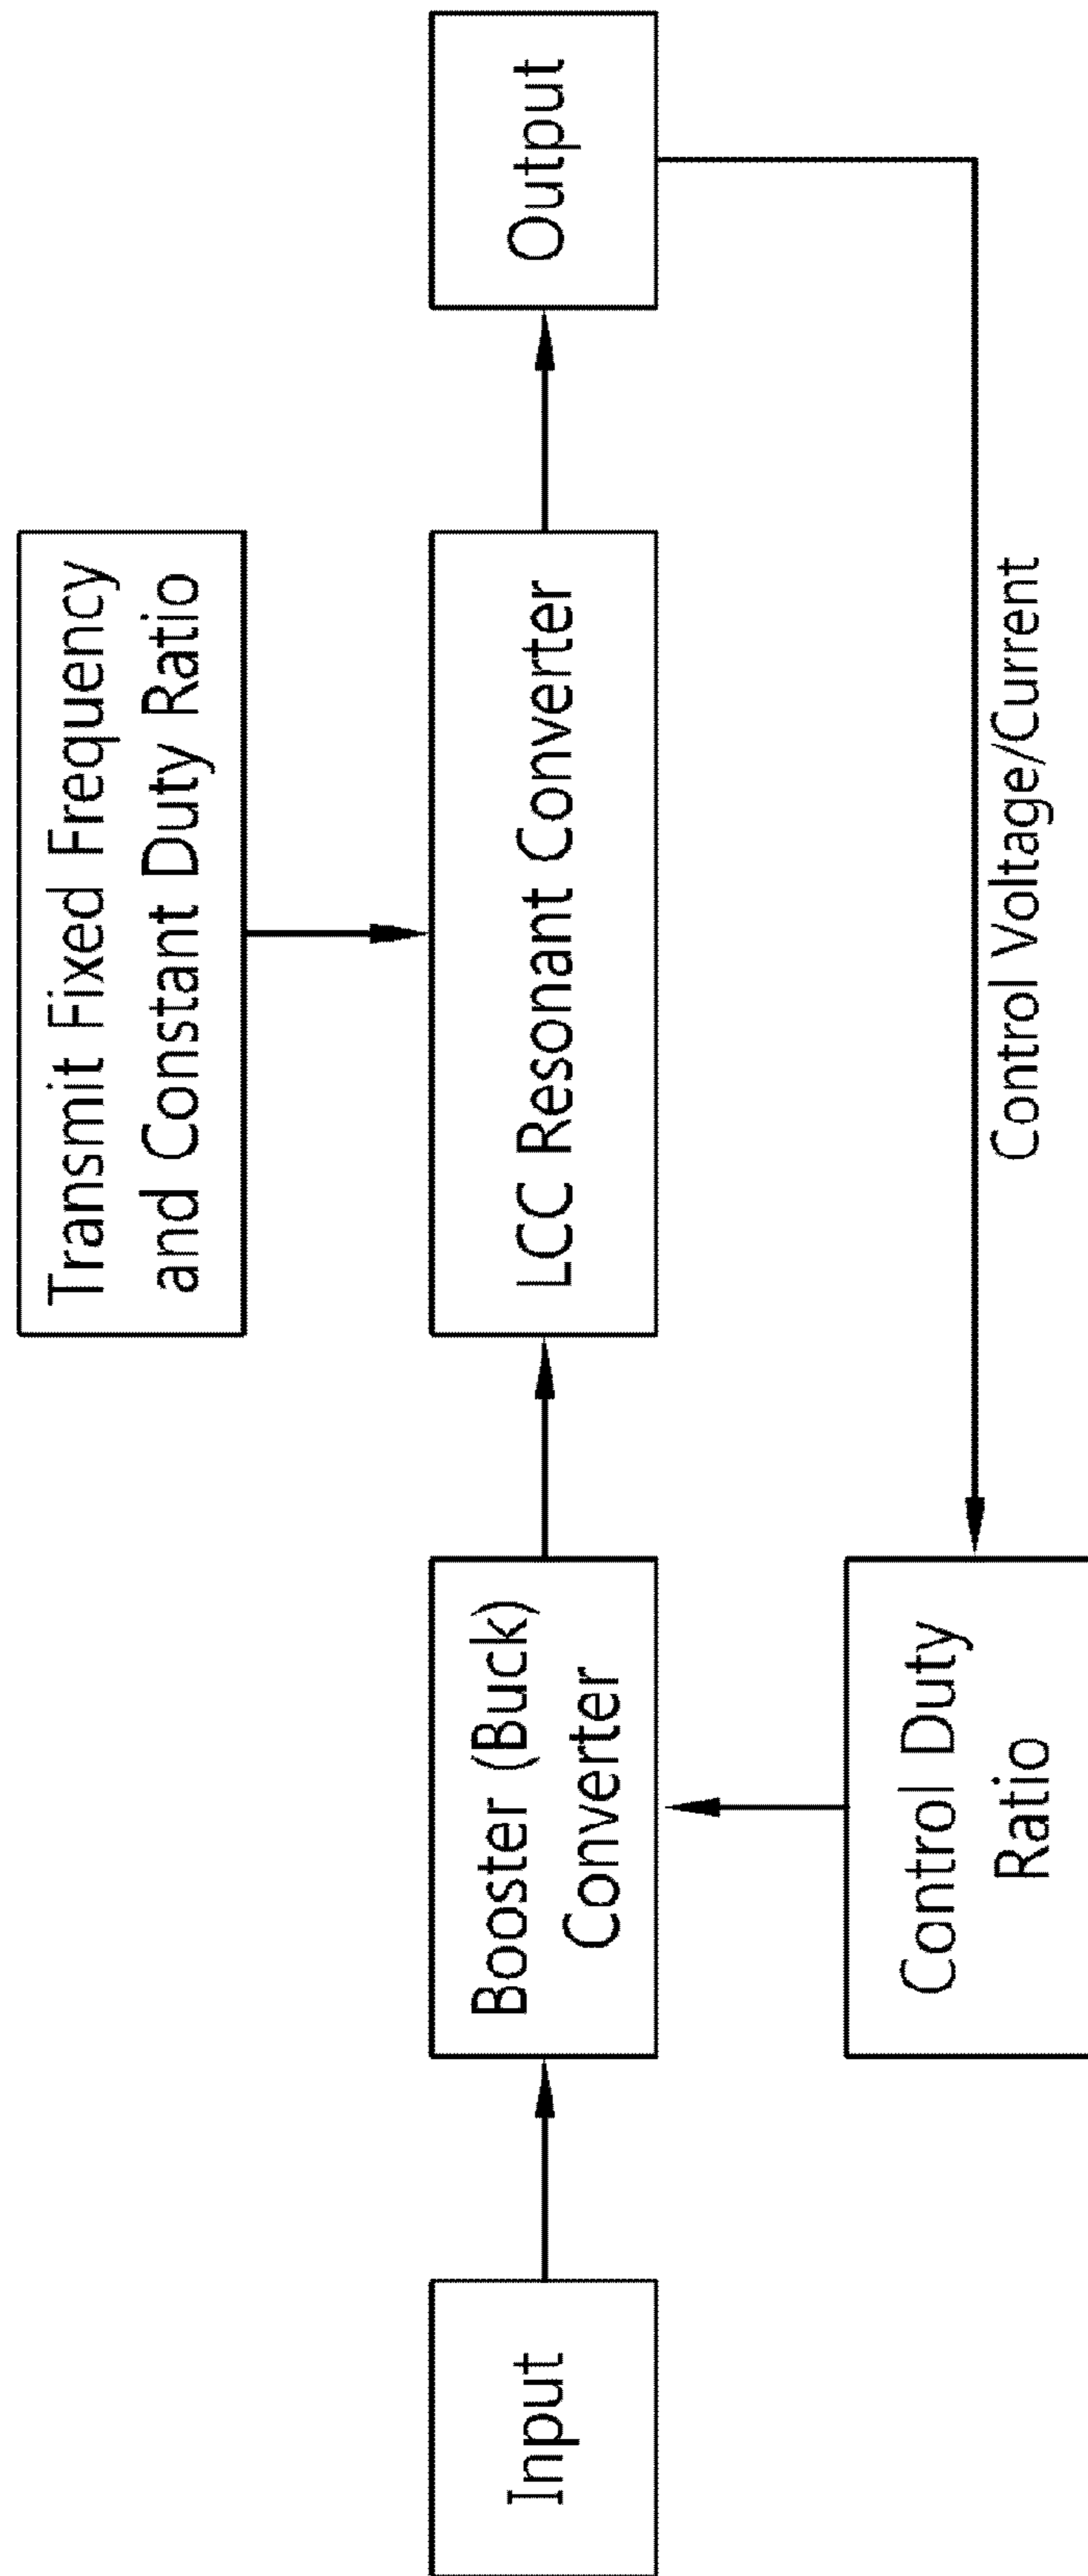 Transmit Fixed Frequency
and Constant Duty Ratio
Input
Booster (Buck)
Converter
LCC Resonant Converter
Output
Control Duty
Ratio
Control Voltage/Current